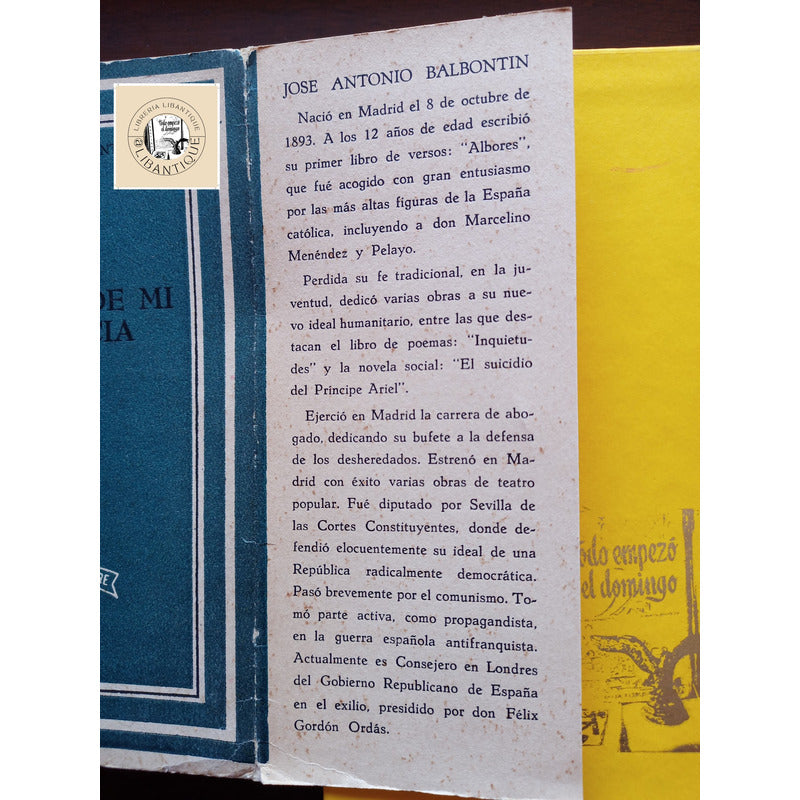 JOSE ANTONIO BALBONTIN
Nació en Madrid el 8 de octubre de
1893. A los 12 años de edad escribió
su primer libro de versos: "Albores",
que fué acogido con gran entusiasmo
por las más altas figuras de la España
católica, incluyendo a don Marcelino
Menéndez y Pelayo.
Perdida su fe tradicional, en la ju-
ventud, dedicó varias obras a su nue-
vo ideal humanitario, entre las que des-
tacan el libro de poemas: "Inquietu-
des" y la novela social: "El suicidio
del Príncipe Ariel".
Ejerció en Madrid la carrera de abo-
gado, dedicando su bufete a la defensa
de los desheredados. Estrenó en Ma-
drid con éxito varias obras de teatro
popular. Fué diputado por Sevilla de
las Cortes Constituyentes, donde de-
fendió elocuentemente su ideal de una
República radicalmente democrática.
Pasó brevemente por el comunismo. To-
mó parte activa, como propagandista,
en la guerra española antifranquista.
Actualmente es Consejero en Londres
del Gobierno Republicano de España
en el exilio, presidido por don Félix
Gordón Ordás.
LIBRERIA LIBANTIQUE
Todo empezó
el domingo
@LIBANTIQUE
DE MI
odo empezó
el domingo